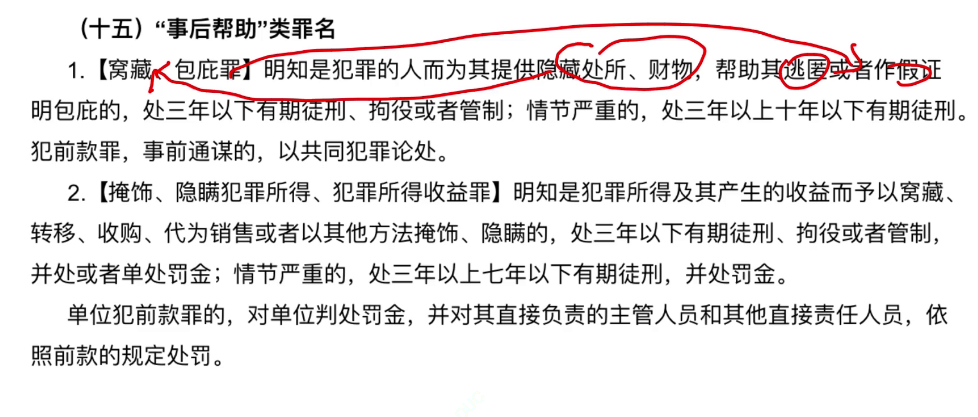 （十五）“事后帮助”类罪名
1.【窝藏、包庇罪】明知是犯罪的人而为其提供隐藏处所、财物，帮助其逃匿或者作假证
明包庇的，处三年以下有期徒刑、拘役或者管制；情节严重的，处三年以上十年以下有期徒刑。
犯前款罪，事前通谋的，以共同犯罪论处。
2.【掩饰、隐瞒犯罪所得、犯罪所得收益罪】明知是犯罪所得及其产生的收益而予以窝藏、
转移、收购、代为销售或者以其他方法掩饰、隐瞒的，处三年以下有期徒刑、拘役或者管制，
并处或者单处罚金；情节严重的，处三年以上七年以下有期徒刑，并处罚金。
单位犯前款罪的，对单位判处罚金，并对其直接负责的主管人员和其他直接责任人员，依
照前款的规定处罚。